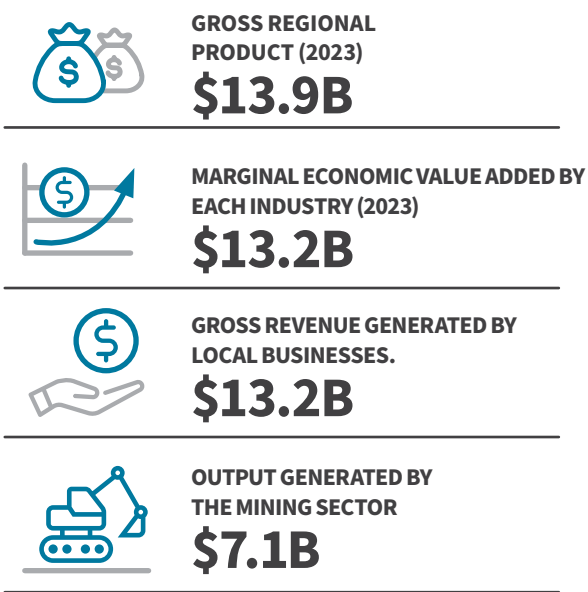 $ $
GROSS REGIONAL
PRODUCT (2023)
$13.9B
$
MARGINAL ECONOMIC VALUE ADDED BY
EACH INDUSTRY (2023)
$13.2B
$
GROSS REVENUE GENERATED BY
LOCAL BUSINESSES.
$13.2B
OUTPUT GENERATED BY
THE MINING SECTOR
$7.1B